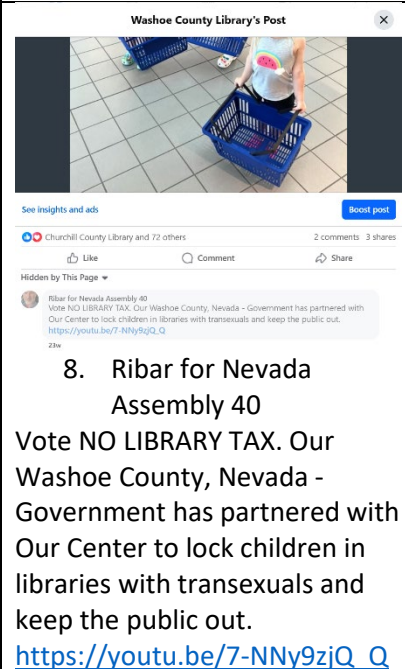 Washoe County Library's Post
See insights and ads
Boost post
Churchill County Library and 72 others
2 comments 3 shares
Like
Comment
Share
Hidden by This Page
Ribar for Nevada Assembly 40
Vote NO LIBRARY TAX. Our Washoe County, Nevada - Government has partnered with
Our Center to lock children in libraries with transexuals and keep the public out.
https://youtu.be/7-NNy9zjQ_Q
23w
8. Ribar for Nevada
Assembly 40
Vote NO LIBRARY TAX. Our
Washoe County, Nevada -
Government has partnered with
Our Center to lock children in
libraries with transexuals and
keep the public out.
https://youtu.be/7-NNy9zjQ_Q